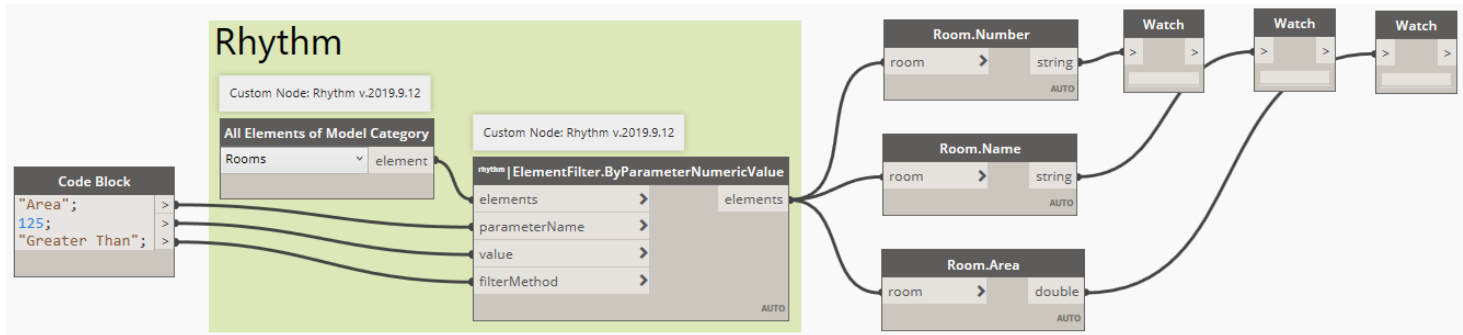 Rhythm
Custom Node: Rhythm v.2019.9.12
All Elements of Model Category
Rooms
element
Code Block
"Area"; >
125; >
"Greater Than"; >
Custom Node: Rhythm v.2019.9.12
rhythm|ElementFilter.ByParameterNumericValue
elements > elements
parameterName >
value >
filterMethod >
AUTO
Room.Number
room > string
AUTO
Room.Name
room > string
AUTO
Room.Area
room > double
AUTO
Watch
> >
Watch
> >
Watch
> >